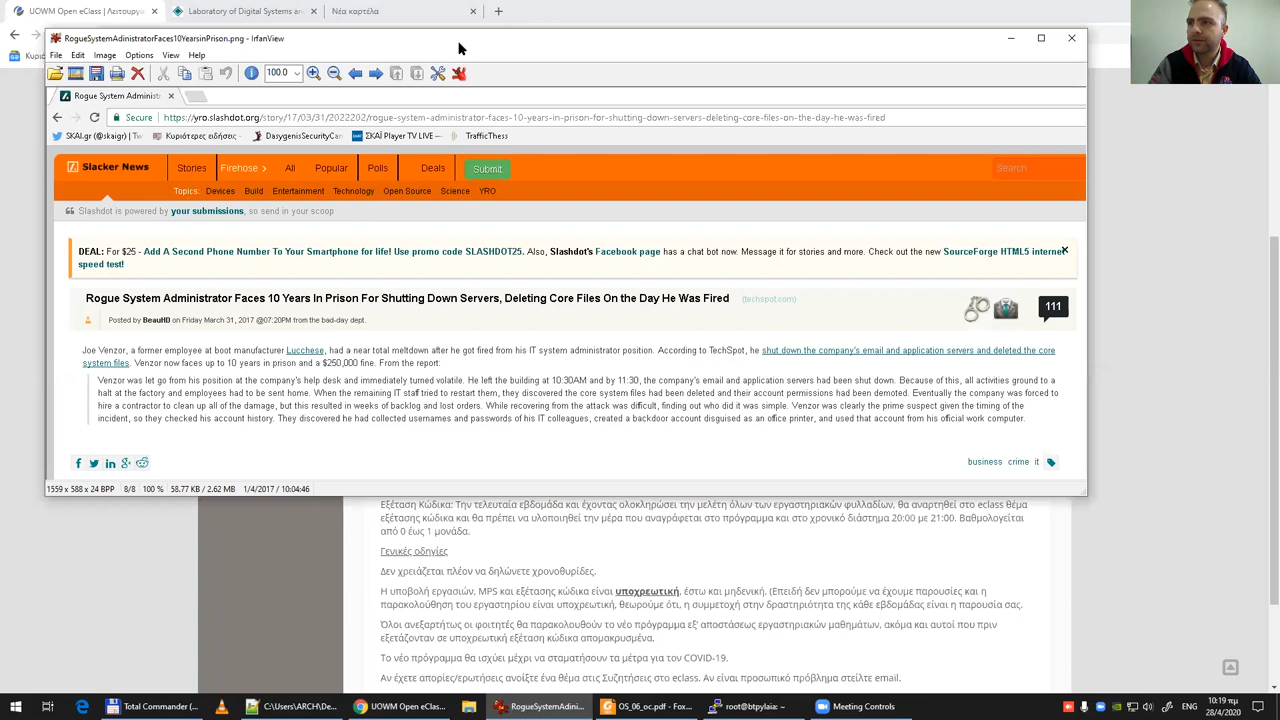 UOWM Open eClass | Λειτουργ
Laboratory of Digital Systems an
Νέα καρτέλα
RogueSystemAdinistratorFaces10YearsinPrison.png - IrfanView
File Edit Image Options View Help
100.0
Rogue System Administ
Secure https://yro.slashdot.org/story/17/03/31/2022202/rogue-system-administrator-faces-10-years-in-prison-for-shutting-down-servers-deleting-core-files-on-the-day-he-was-fired
ΣΚΑΙ.gr (@skaigr) | Tw Κυριότερες ειδήσεις - DasygenisSecurityCar ΣΚΑΪ Player TV LIVE – TrafficThess
Slacker News Stories Firehose > All Popular Polls Deals Submit Search
Topics: Devices Build Entertainment Technology Open Source Science YRO
Slashdot is powered by your submissions, so send in your scoop
DEAL: For $25 - Add A Second Phone Number To Your Smartphone for life! Use promo code SLASHDOT25. Also, Slashdot's Facebook page has a chat bot now. Message it for stories and more. Check out the new SourceForge HTML5 internet
speed test!
Rogue System Administrator Faces 10 Years In Prison For Shutting Down Servers, Deleting Core Files On the Day He Was Fired (techspot.com)
111
Posted by BeauHD on Friday March 31, 2017 @07:20PM from the bad-day dept.
Joe Venzor, a former employee at boot manufacturer Lucchese, had a near total meltdown after he got fired from his IT system administrator position. According to TechSpot, he shut down the company's email and application servers and deleted the core
system files. Venzor now faces up to 10 years in prison and a $250,000 fine. From the report:
Venzor was let go from his position at the company's help desk and immediately turned volatile. He left the building at 10:30AM and by 11:30, the company's email and application servers had been shut down. Because of this, all activities ground to a
halt at the factory and employees had to be sent home. When the remaining IT staff tried to restart them, they discovered the core system files had been deleted and their account permissions had been demoted. Eventually the company was forced to
hire a contractor to clean up all of the damage, but this resulted in weeks of backlog and lost orders. While recovering from the attack was difficult, finding out who did it was simple. Venzor was clearly the prime suspect given the timing of the
incident, so they checked his account history. They discovered he had collected usernames and passwords of his IT colleagues, created a backdoor account disguised as an office printer, and used that account from his official work computer.
business crime it
1559 x 588 x 24 BPP 8/8 100 % 58.77 KB / 2.62 MB 1/4/2017 / 10:04:46
Εξέταση Κώδικα: Την τελευταία εβδομάδα και έχοντας ολοκληρώσει την μελέτη όλων των εργαστηριακών φυλλαδίων, θα αναρτηθεί στο eclass θέμα
εξέτασης κώδικα και θα πρέπει να υλοποιηθεί την μέρα που αναγράφεται στο πρόγραμμα και στο χρονικό διάστημα 20:00 με 21:00. Βαθμολογείται
από 0 έως 1 μονάδα.
Γενικές οδηγίες
Δεν χρειάζεται πλέον να δηλώνετε χρονοθυρίδες.
Η υποβολή εργασιών, MPS και εξέτασης κώδικα είναι υποχρεωτική, έστω και μηδενική. (Επειδή δεν μπορούμε να έχουμε παρουσίες και η
παρακολούθηση του εργαστηρίου είναι υποχρεωτική, θεωρούμε ότι, η συμμετοχή στην δραστηριότητα της κάθε εβδομάδας είναι η παρουσία σας.
Όλοι ανεξαρτήτως οι φοιτητές θα παρακολουθούν το νέο πρόγραμμα εξ' αποστάσεως εργαστηριακών μαθημάτων, ακόμα και αυτοί που πριν
εξετάζονταν σε υποχρεωτική εξέταση κώδικα απομακρυσμένα.
Το νέο πρόγραμμα θα ισχύει μέχρι να σταματήσουν τα μέτρα για τον COVID-19.
Αν έχετε απορίες/ερωτήσεις ανοίξτε ένα θέμα στις Συζητήσεις στο eclass. Αν είναι προσωπικό πρόβλημα στείλτε email.
Total Commander (... C:\Users\ARCH\De... UOWM Open eClass... RogueSystemAdini... OS_06_oc.pdf - Fox... root@btpylaia: ~ Meeting Controls
ENG
10:19 πμ
28/4/2020